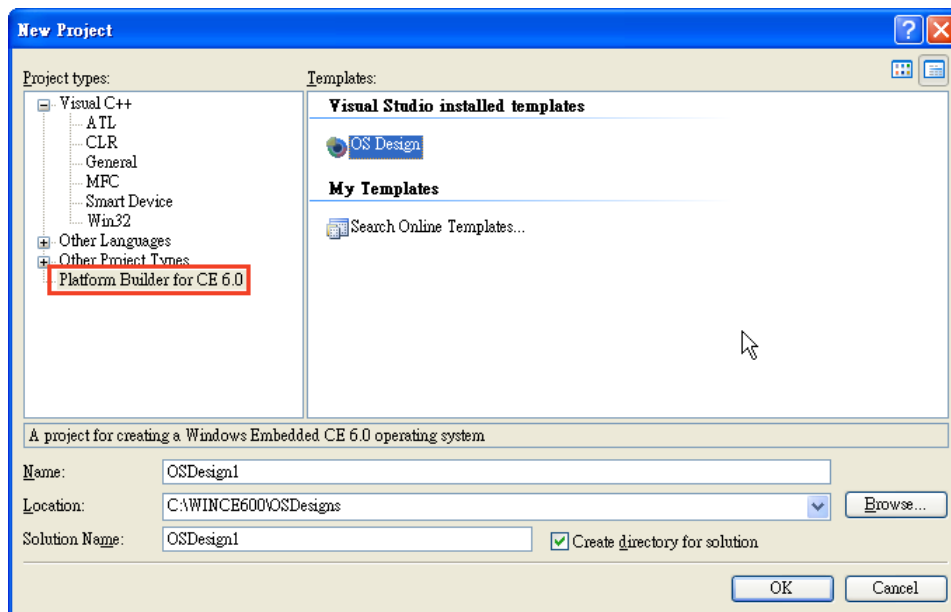 New Project
Project types:
Templates:
Visual C++
ATL
CLR
General
MFC
Smart Device
Win32
Other Languages
Other Project Types
Platform Builder for CE 6.0
Visual Studio installed templates
OS Design
My Templates
Search Online Templates...
A project for creating a Windows Embedded CE 6.0 operating system
Name:
OSDesign1
Location:
C:\WINCE600\OSDesigns
Browse...
Solution Name:
OSDesign1
Create directory for solution
OK
Cancel